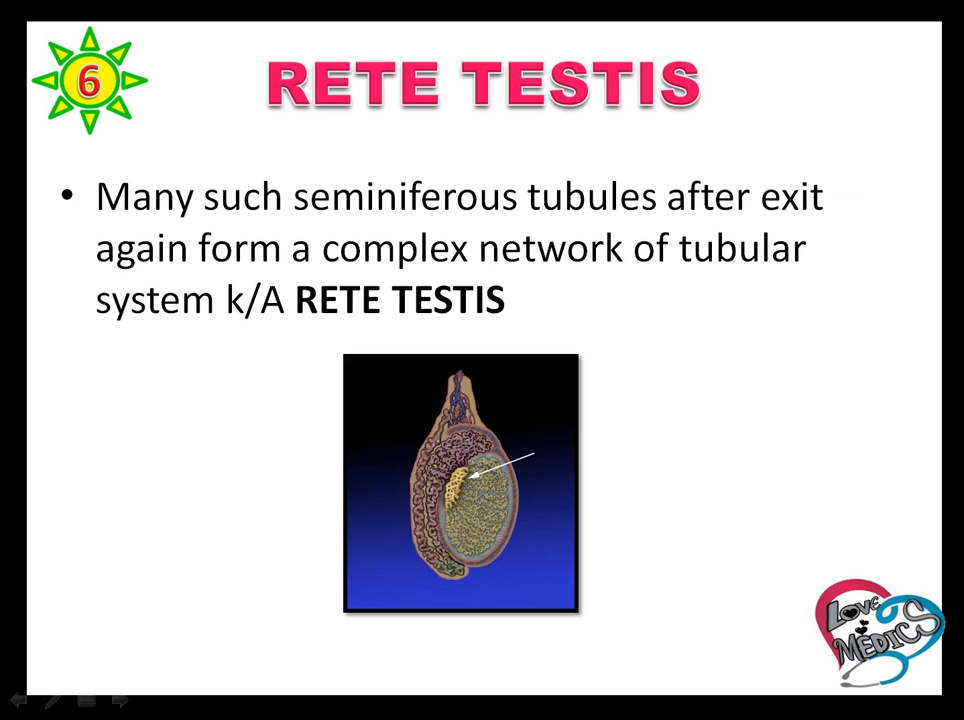 6
RETE TESTIS
• Many such seminiferous tubules after exit
again form a complex network of tubular
system k/A RETE TESTIS
LOVE
MEDICS